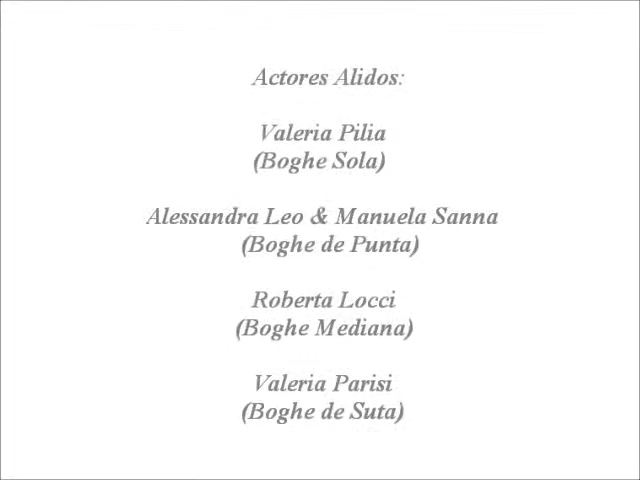 Actores Alidos:
Valeria Pilia
(Boghe Sola)
Alessandra Leo & Manuela Sanna
(Boghe de Punta)
Roberta Locci
(Boghe Mediana)
Valeria Parisi
(Boghe de Suta)